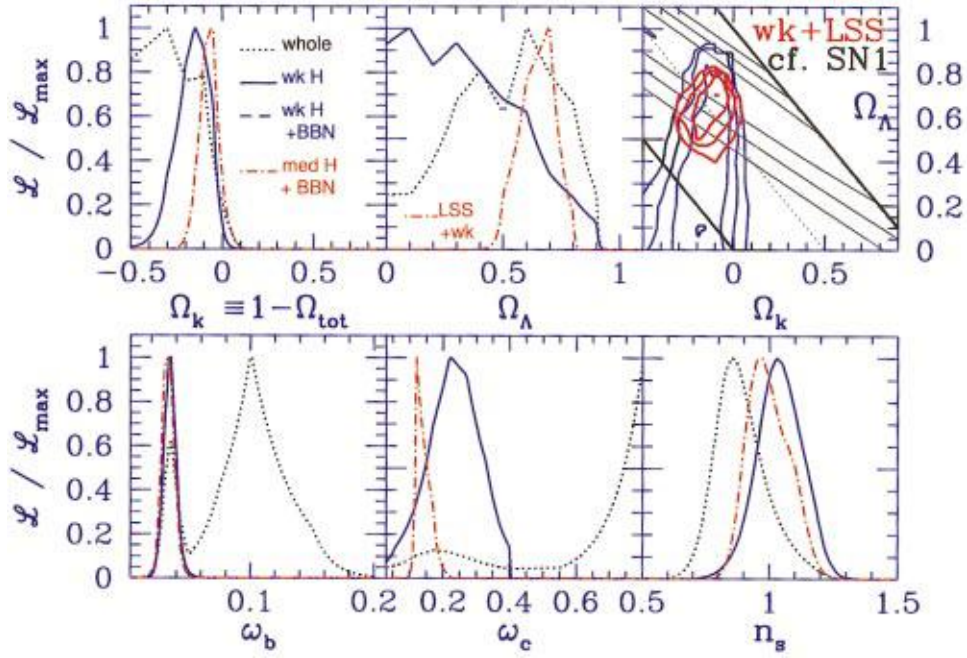 1
0.8
0.6
0.4
0.2
0
ℒ / ℒmax
whole
wk H
wk H
+BBN
med H
+ BBN
LSS
+wk
wk+LSS
cf. SN1
ΩΛ
1
0.8
0.6
0.4
0.2
0
−0.5 0 0.5 0 0.5 1 0 0.5
Ωk ≡ 1−Ωtot ΩΛ Ωk
1
0.8
0.6
0.4
0.2
0
ℒ / ℒmax
0.1 0.2 0.2 0.4 0.6 0.5 1 1.5
ωb ωc ns